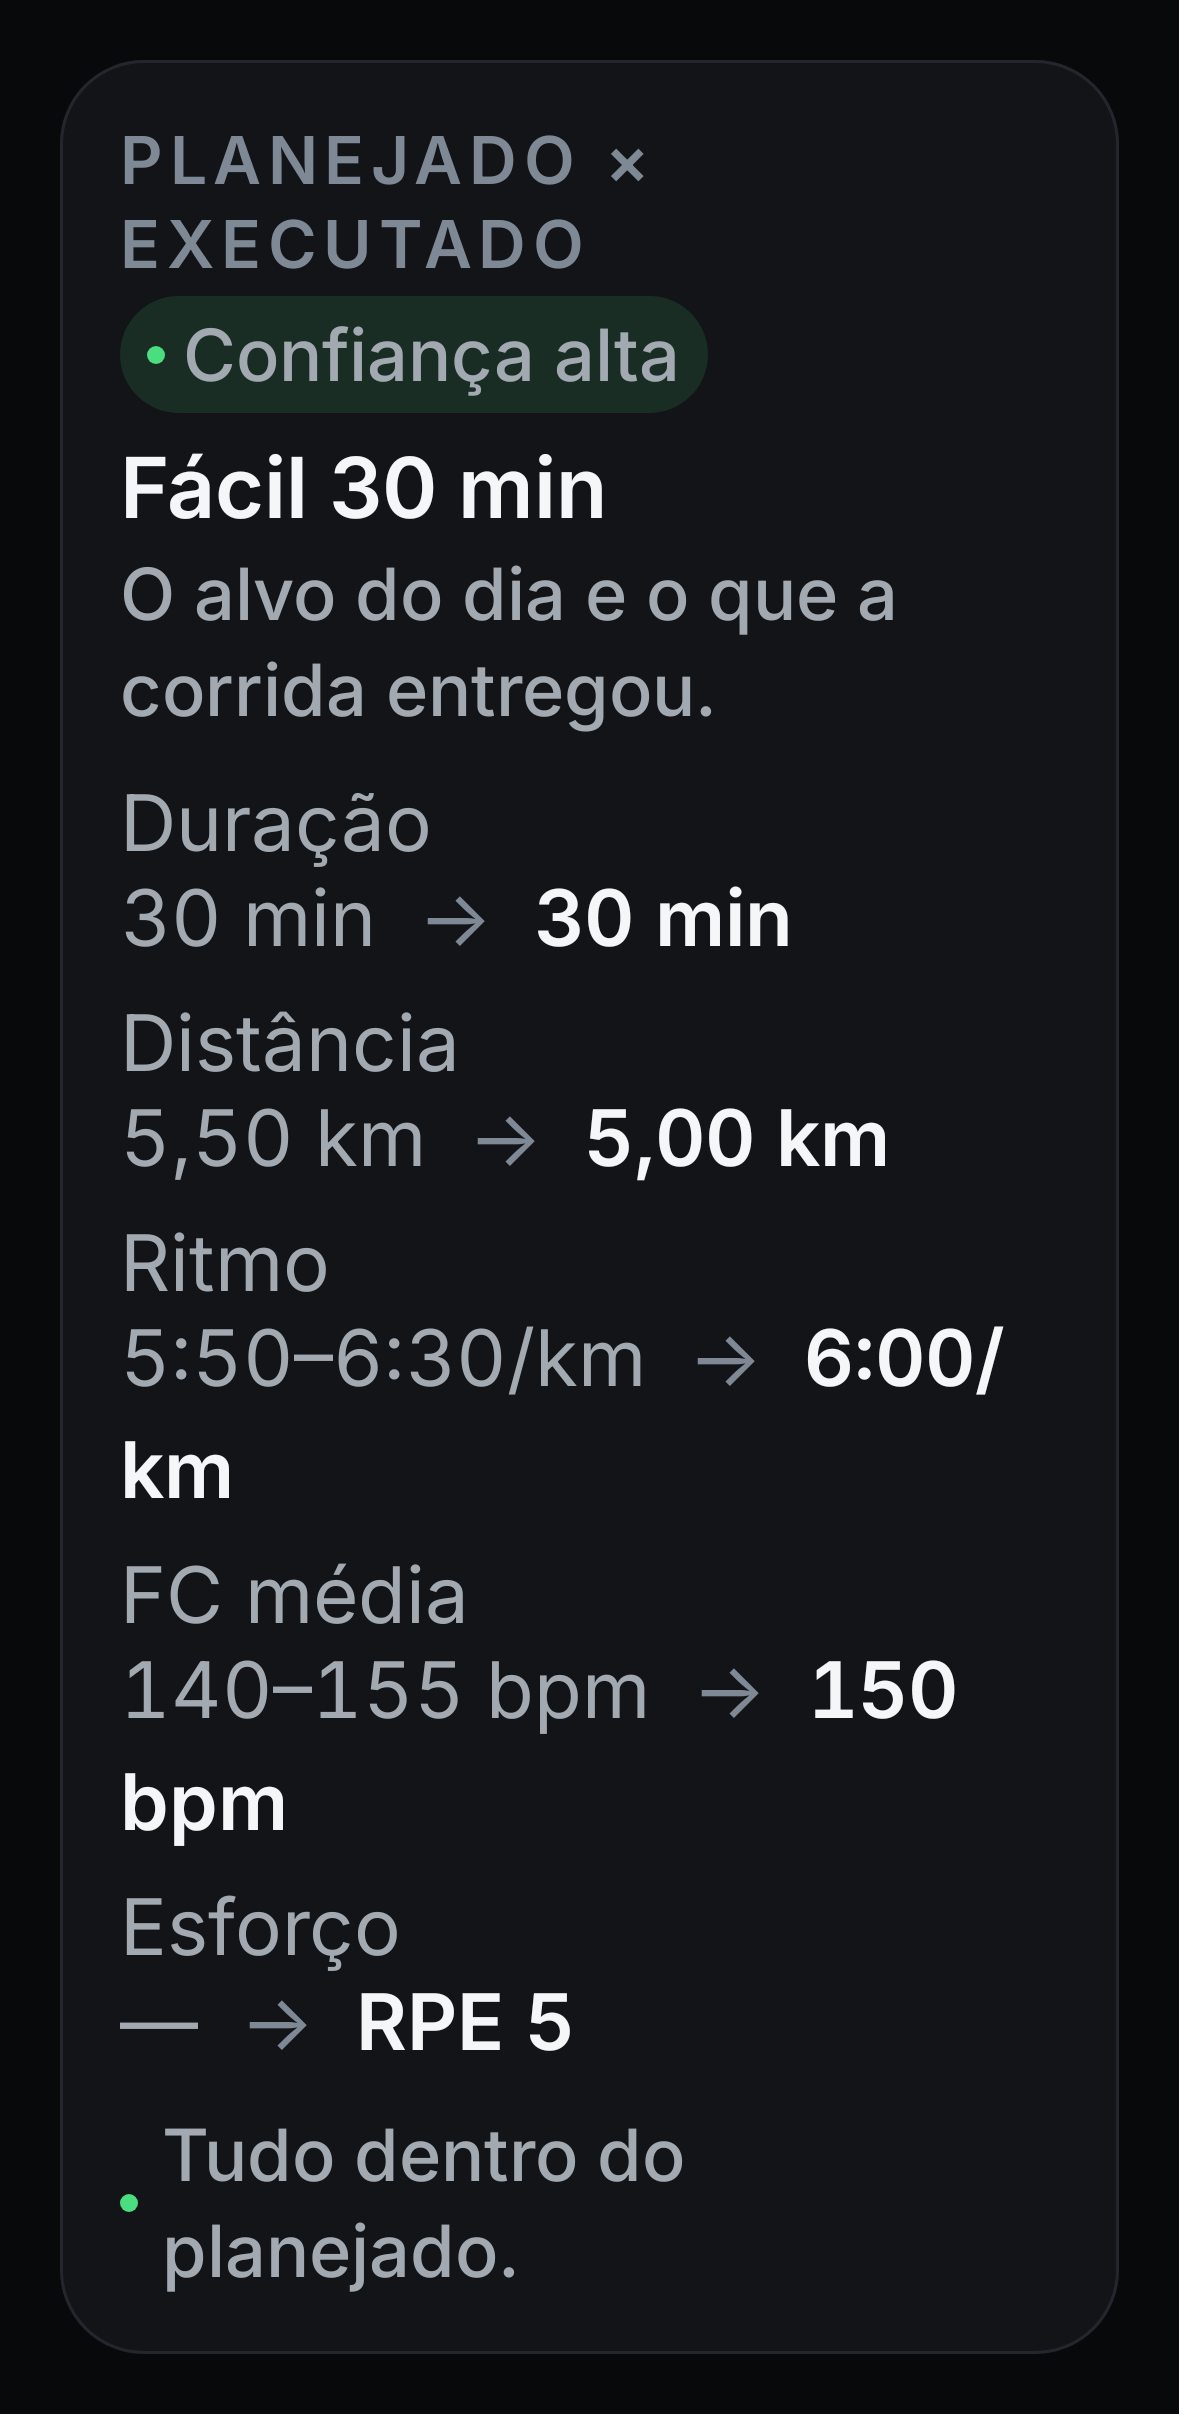 PLANEJADO ×
EXECUTADO
Confiança alta
Fácil 30 min
O alvo do dia e o que a
corrida entregou.
Duração
30 min → 30 min
Distância
5,50 km → 5,00 km
Ritmo
5:50–6:30/km → 6:00/
km
FC média
140–155 bpm → 150
bpm
Esforço
— → RPE 5
Tudo dentro do
planejado.